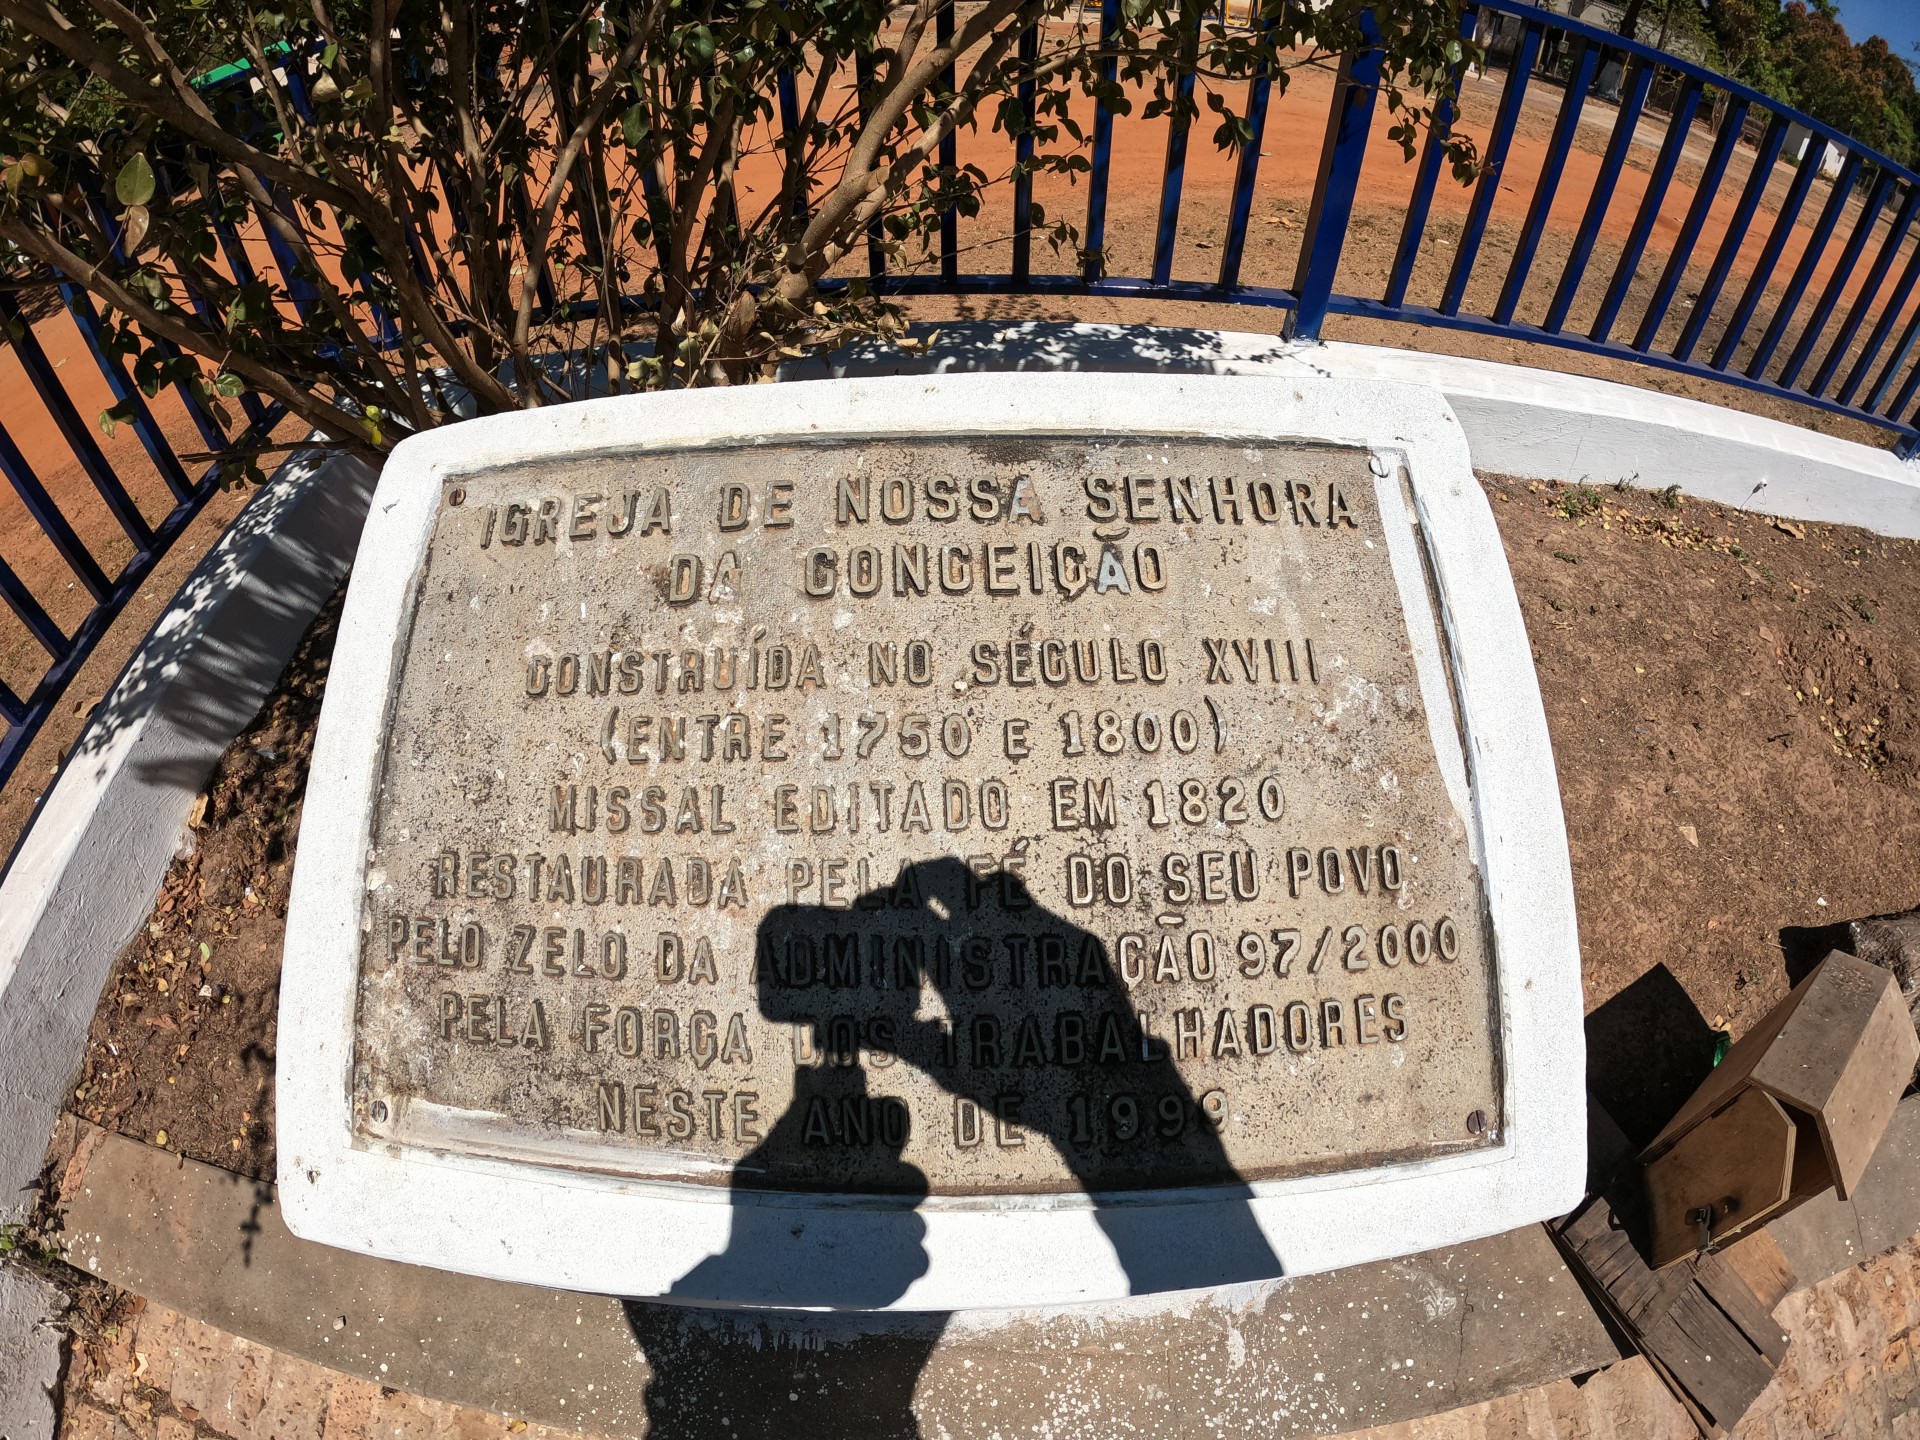 IGREJA DE NOSSA SENHORA
DA CONCEIÇÃO
CONSTRUÍDA NO SÉCULO XVIII
(ENTRE 1750 E 1800)
MISSAL EDITADO EM 1820
RESTAURADA PELA FÉ DO SEU POVO
PELO ZELO DA ADMINISTRAÇÃO 97/2000
PELA FORÇA DOS TRABALHADORES
NESTE ANO DE 1999